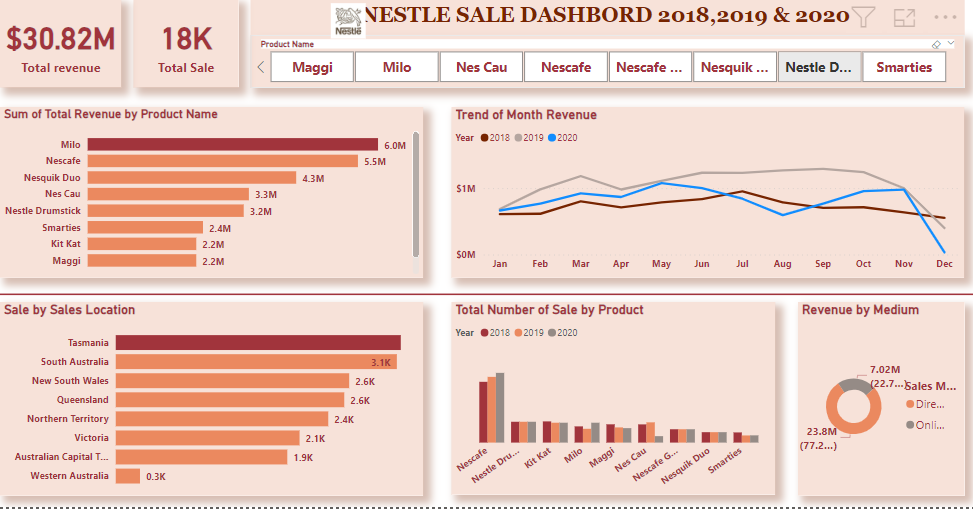 NESTLE SALE DASHBORD 2018,2019 & 2020
Nestle
$30.82M
Total revenue
18K
Total Sale
Product Name
Maggi
Milo
Nes Cau
Nescafe
Nescafe ...
Nesquik ...
Nestle D...
Smarties
Sum of Total Revenue by Product Name
Milo 6.0M
Nescafe 5.5M
Nesquik Duo 4.3M
Nes Cau 3.3M
Nestle Drumstick 3.2M
Smarties 2.4M
Kit Kat 2.2M
Maggi 2.2M
Trend of Month Revenue
Year 2018 2019 2020
$1M
$0M
Jan Feb Mar Apr May Jun Jul Aug Sep Oct Nov Dec
Sale by Sales Location
Tasmania
South Australia 3.1K
New South Wales 2.6K
Queensland 2.6K
Northern Territory 2.4K
Victoria 2.1K
Australian Capital T... 1.9K
Western Australia 0.3K
Total Number of Sale by Product
Year 2018 2019 2020
Nescafe Nestle Dru... Kit Kat Milo Maggi Nes Cau Nescafe G... Nesquik Duo Smarties
Revenue by Medium
7.02M
(22.7...)
Sales M...
Dire...
Onli...
23.8M
(77.2...)